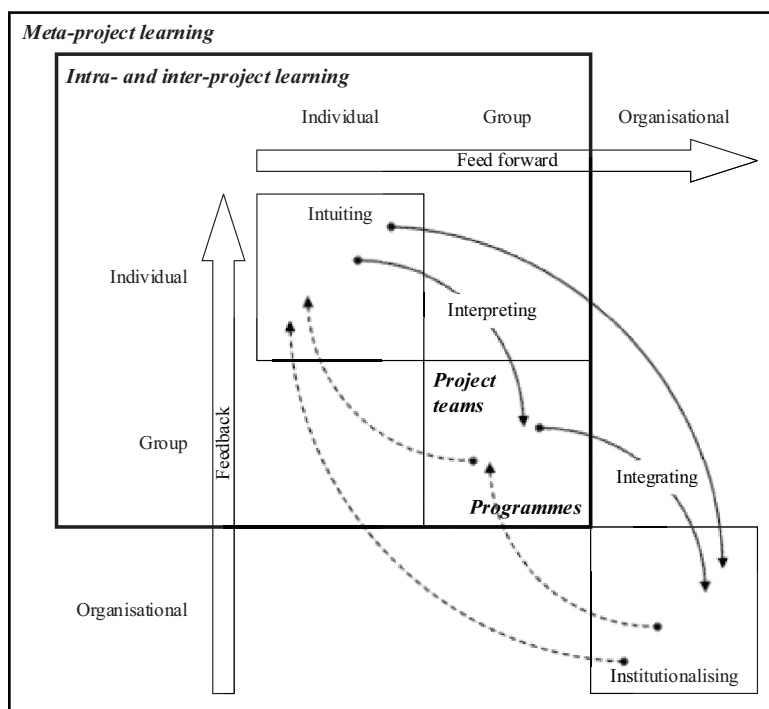 Meta-project learning
Intra- and inter-project learning
Individual
Group
Organisational
Feed forward
Intuiting
Individual
Interpreting
Project
teams
Group
Feedback
Integrating
Programmes
Organisational
Institutionalising